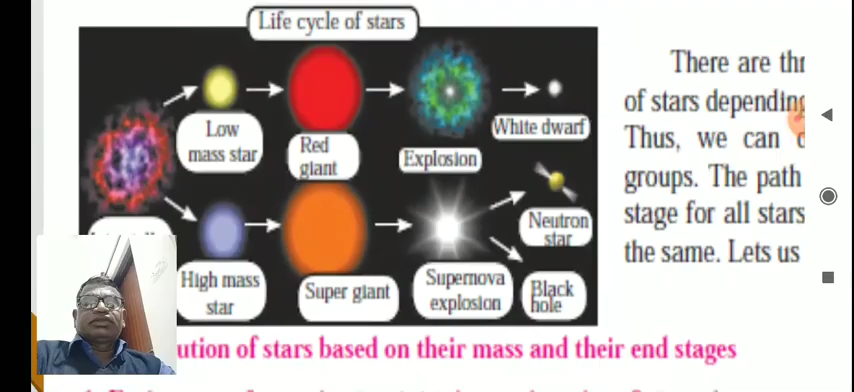 Life cycle of stars
Low
mass star
Red
giant
Explosion
White dwarf
High mass
star
Super giant
Supernova
explosion
Neutron
star
Black
hole
ution of stars based on their mass and their end stages
There are thr
of stars depending
Thus, we can
groups. The path
stage for all stars
the same. Lets us